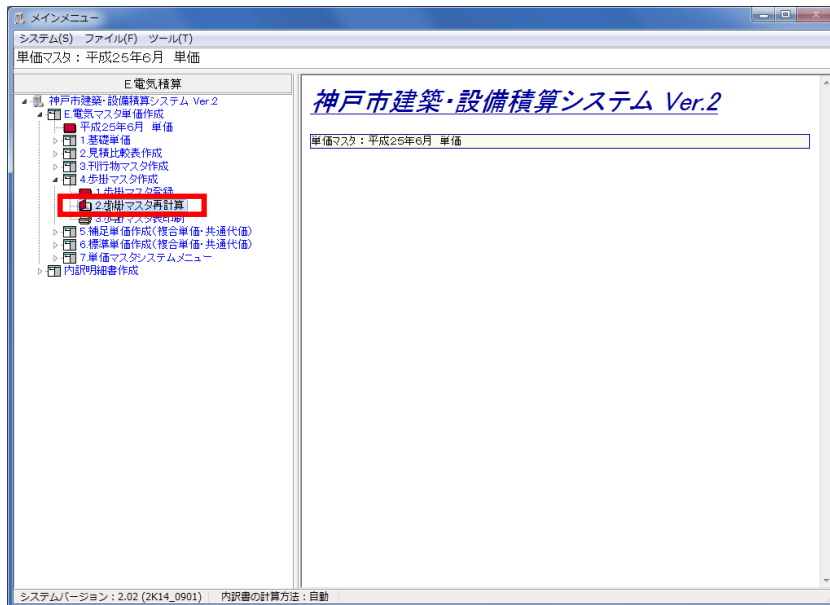 メインメニュー
システム(S) ファイル(F) ツール(T)
単価マスタ：平成25年6月 単価
E.電気積算
神戸市建築・設備積算システム Ver.2
E.電気マスタ単価作成
平成25年6月 単価
1.基礎単価
2.見積比較表作成
3.刊行物マスタ作成
4.歩掛マスタ作成
1.歩掛マスタ登録
2.歩掛マスタ再計算
3.歩掛マスタ表印刷
5.補足単価作成(複合単価・共通代価)
6.標準単価作成(複合単価・共通代価)
7.単価マスタシステムメニュー
内訳明細書作成
神戸市建築・設備積算システム Ver.2
単価マスタ：平成25年6月 単価
システムバージョン：2.02 (2K14_0901) 内訳書の計算方法：自動